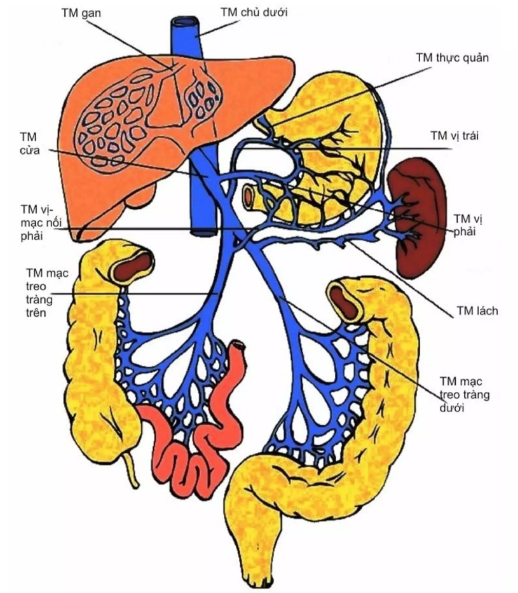 TM gan
TM chủ dưới
TM thực quản
TM
cửa
TM vị trái
TM vị-
mạc nối
phải
TM vị
phải
TM mạc
treo tràng
trên
TM lách
TM mạc
treo tràng
dưới